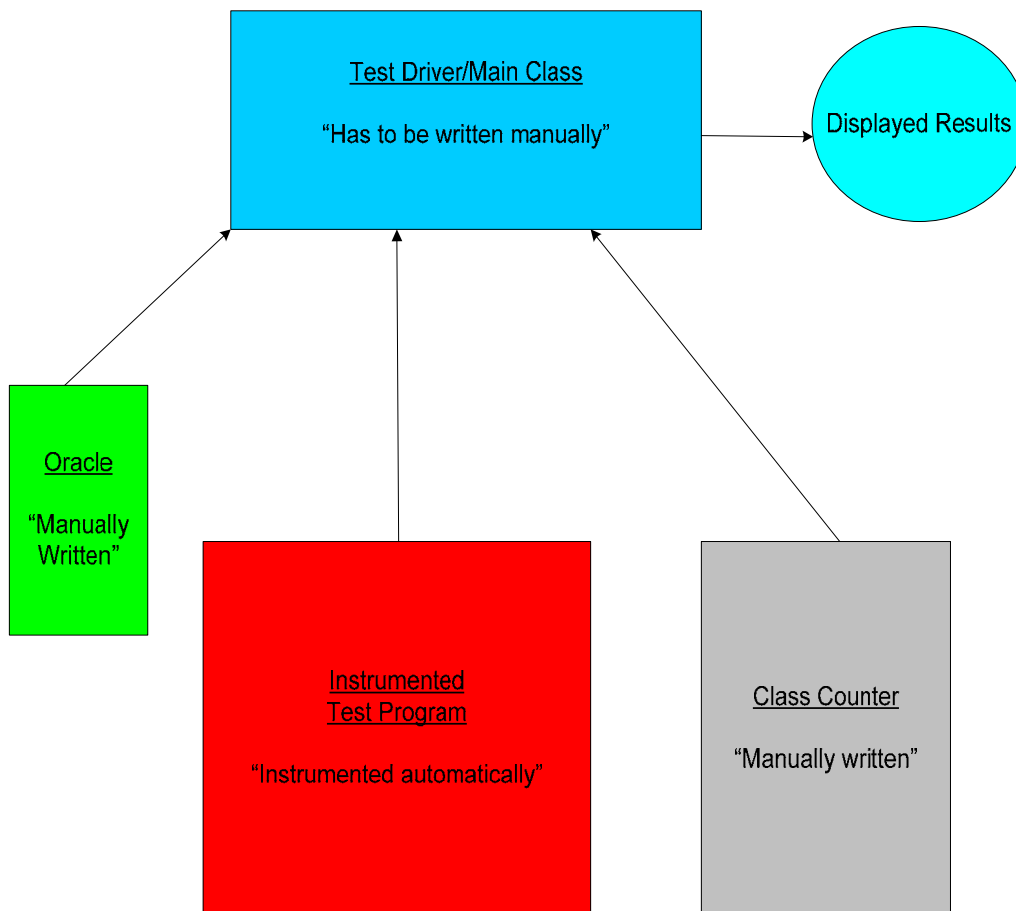 Test Driver/Main Class
“Has to be written manually”
Displayed Results
Oracle
“Manually
Written”
Instrumented
Test Program
“Instrumented automatically”
Class Counter
“Manually written”